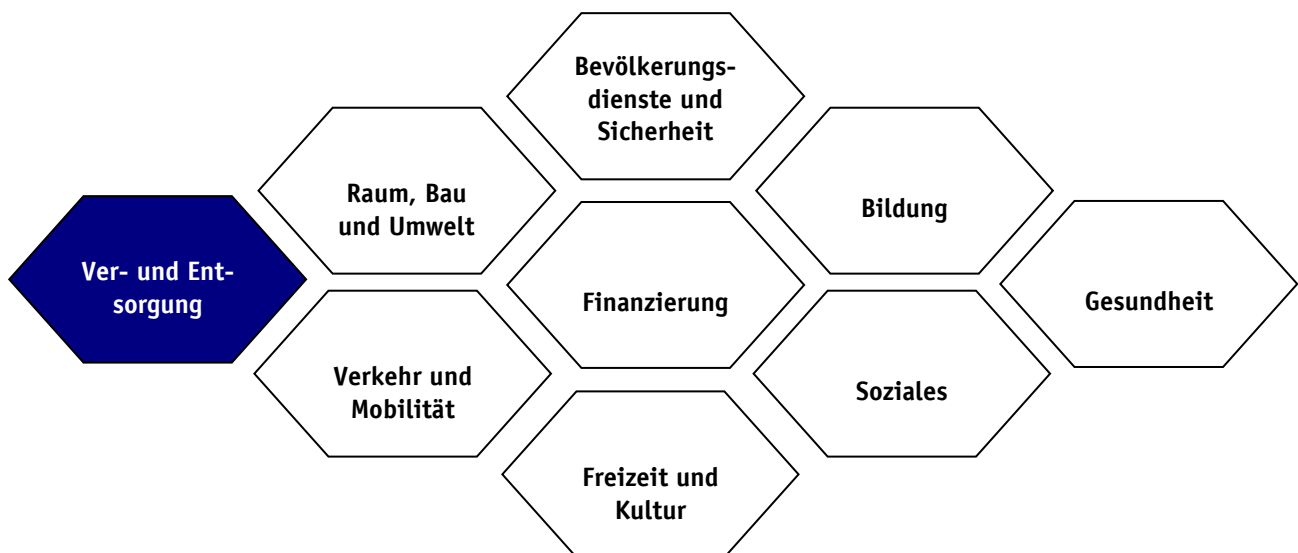 Bevölkerungs-
dienste und
Sicherheit
Raum, Bau
und Umwelt
Bildung
Ver- und Ent-
sorgung
Finanzierung
Gesundheit
Verkehr und
Mobilität
Soziales
Freizeit und
Kultur